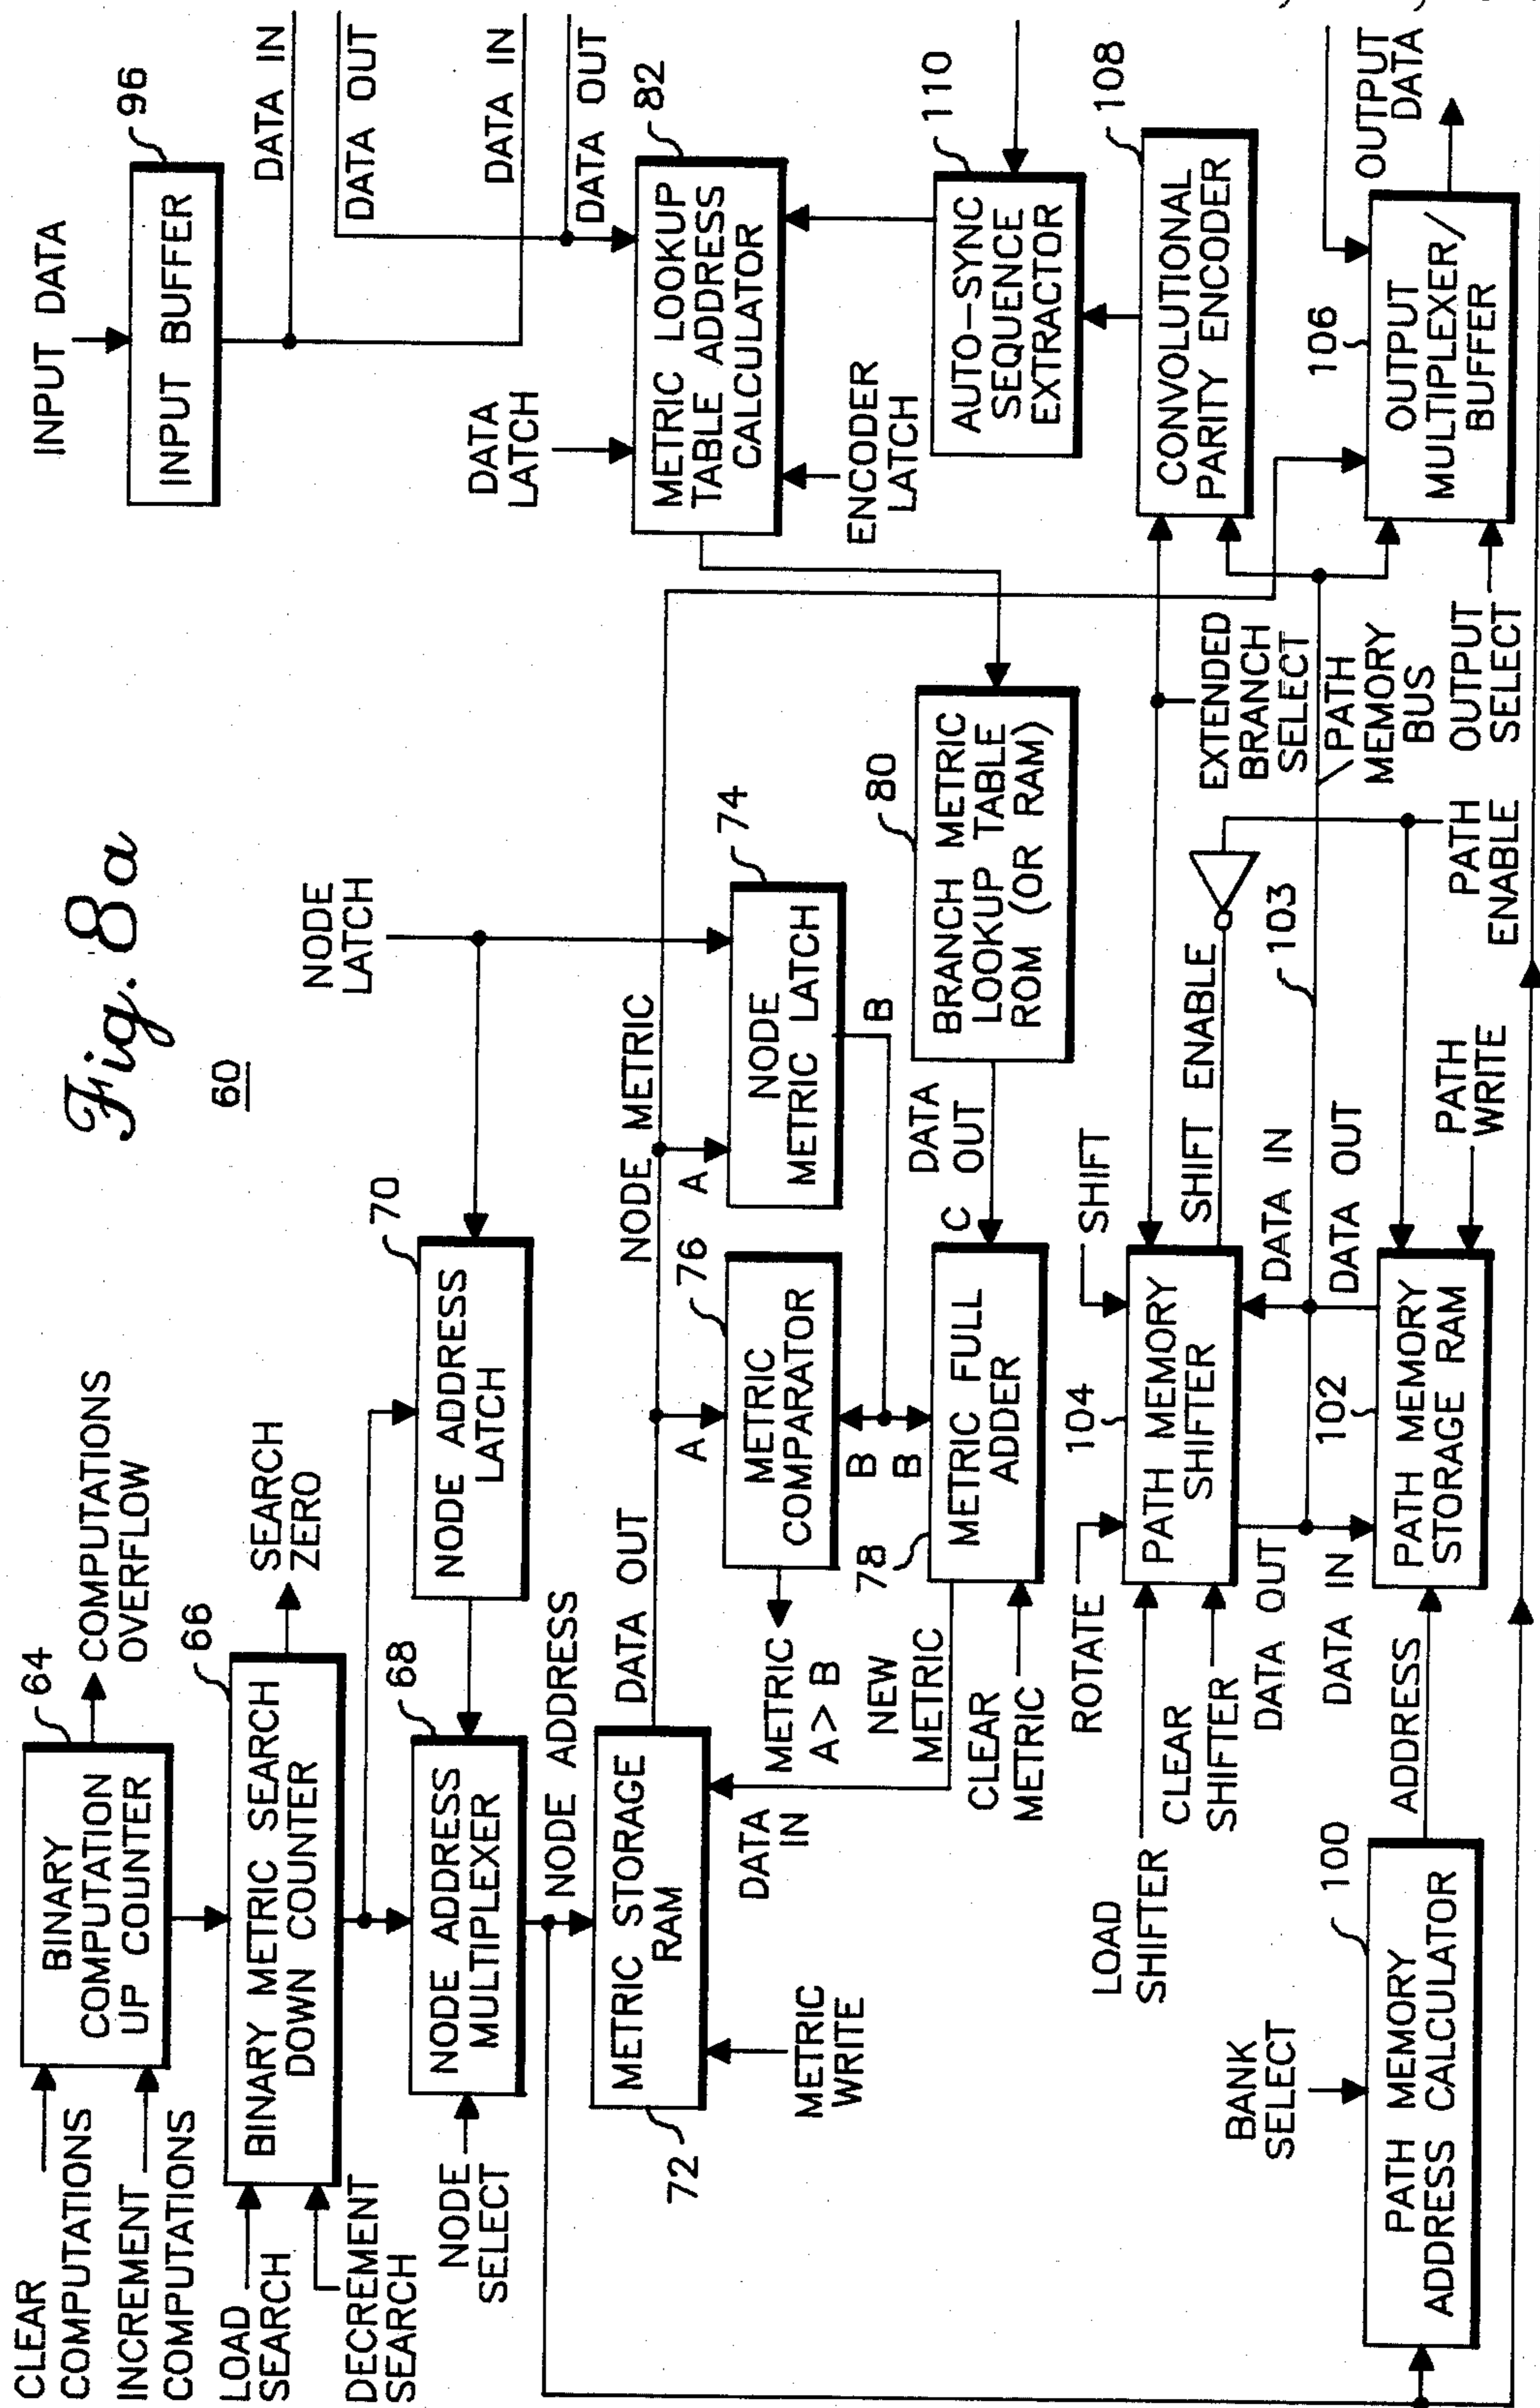 Fig. 8a
60
CLEAR
COMPUTATIONS
INCREMENT
COMPUTATIONS
BINARY
COMPUTATION
UP COUNTER
64
COMPUTATIONS
OVERFLOW
LOAD
SEARCH
DECREMENT
SEARCH
BINARY METRIC SEARCH
DOWN COUNTER
66
SEARCH
ZERO
NODE
SELECT
NODE ADDRESS
MULTIPLEXER
68
NODE ADDRESS
LATCH
70
NODE
LATCH
NODE ADDRESS
METRIC STORAGE
RAM
72
METRIC
WRITE
DATA
IN
DATA OUT
NODE METRIC
A
METRIC
COMPARATOR
76
METRIC
A > B
B
A
NODE
METRIC LATCH
74
B
B
METRIC FULL
ADDER
78
NEW
METRIC
CLEAR
METRIC
C
DATA
OUT
BRANCH METRIC
LOOKUP TABLE
ROM (OR RAM)
80
INPUT DATA
INPUT BUFFER
96
DATA IN
DATA OUT
DATA IN
DATA OUT
DATA
LATCH
METRIC LOOKUP
TABLE ADDRESS
CALCULATOR
82
ENCODER
LATCH
AUTO-SYNC
SEQUENCE
EXTRACTOR
110
CONVOLUTIONAL
PARITY ENCODER
108
EXTENDED
BRANCH
SELECT
PATH
MEMORY
BUS
OUTPUT
SELECT
106
OUTPUT
MULTIPLEXER/
BUFFER
OUTPUT
DATA
LOAD
SHIFTER
CLEAR
SHIFTER
ROTATE
104
PATH MEMORY
SHIFTER
SHIFT
SHIFT ENABLE
103
DATA OUT
DATA IN
DATA IN
DATA OUT
102
PATH MEMORY
STORAGE RAM
PATH
WRITE
PATH
ENABLE
BANK
SELECT
PATH MEMORY
ADDRESS CALCULATOR
100
ADDRESS